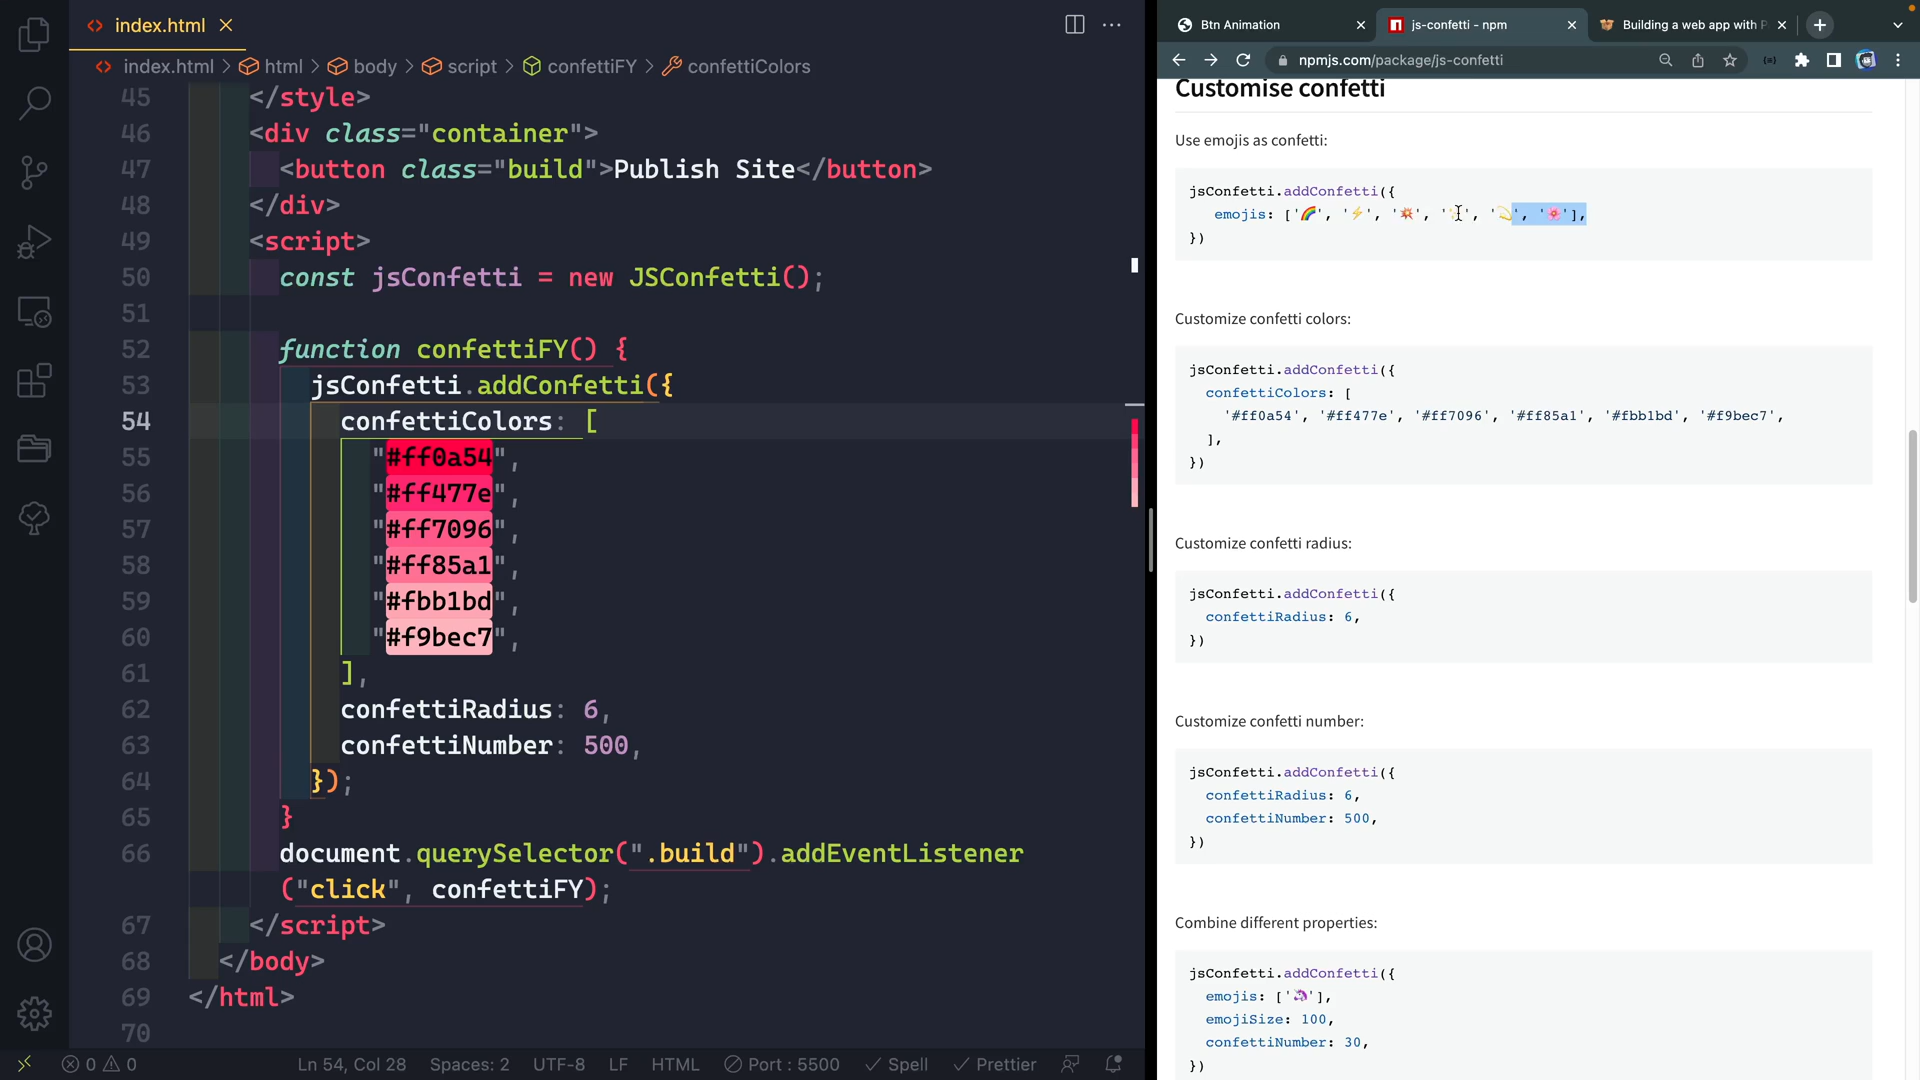 index.html
index.html > html > body > script > confettiFY > confettiColors
45 </style>
46 <div class="container">
47 <button class="build">Publish Site</button>
48 </div>
49 <script>
50 const jsConfetti = new JSConfetti();
51
52 function confettiFY() {
53 jsConfetti.addConfetti({
54 confettiColors: [
55 "#ff0a54",
56 "#ff477e",
57 "#ff7096",
58 "#ff85a1",
59 "#fbb1bd",
60 "#f9bec7",
61 ],
62 confettiRadius: 6,
63 confettiNumber: 500,
64 });
65 }
66 document.querySelector(".build").addEventListener
("click", confettiFY);
67 </script>
68 </body>
69 </html>
70
0 0 Ln 54, Col 28 Spaces: 2 UTF-8 LF HTML Port : 5500 Spell Prettier
Btn Animation
js-confetti - npm
Building a web app with
npmjs.com/package/js-confetti
Customise confetti
Use emojis as confetti:
jsConfetti.addConfetti({
emojis: ['🌈', '⚡️', '💥', '✨', '💫', '🌸'],
})
Customize confetti colors:
jsConfetti.addConfetti({
confettiColors: [
'#ff0a54', '#ff477e', '#ff7096', '#ff85a1', '#fbb1bd', '#f9bec7',
],
})
Customize confetti radius:
jsConfetti.addConfetti({
confettiRadius: 6,
})
Customize confetti number:
jsConfetti.addConfetti({
confettiRadius: 6,
confettiNumber: 500,
})
Combine different properties:
jsConfetti.addConfetti({
emojis: ['🦄'],
emojiSize: 100,
confettiNumber: 30,
})